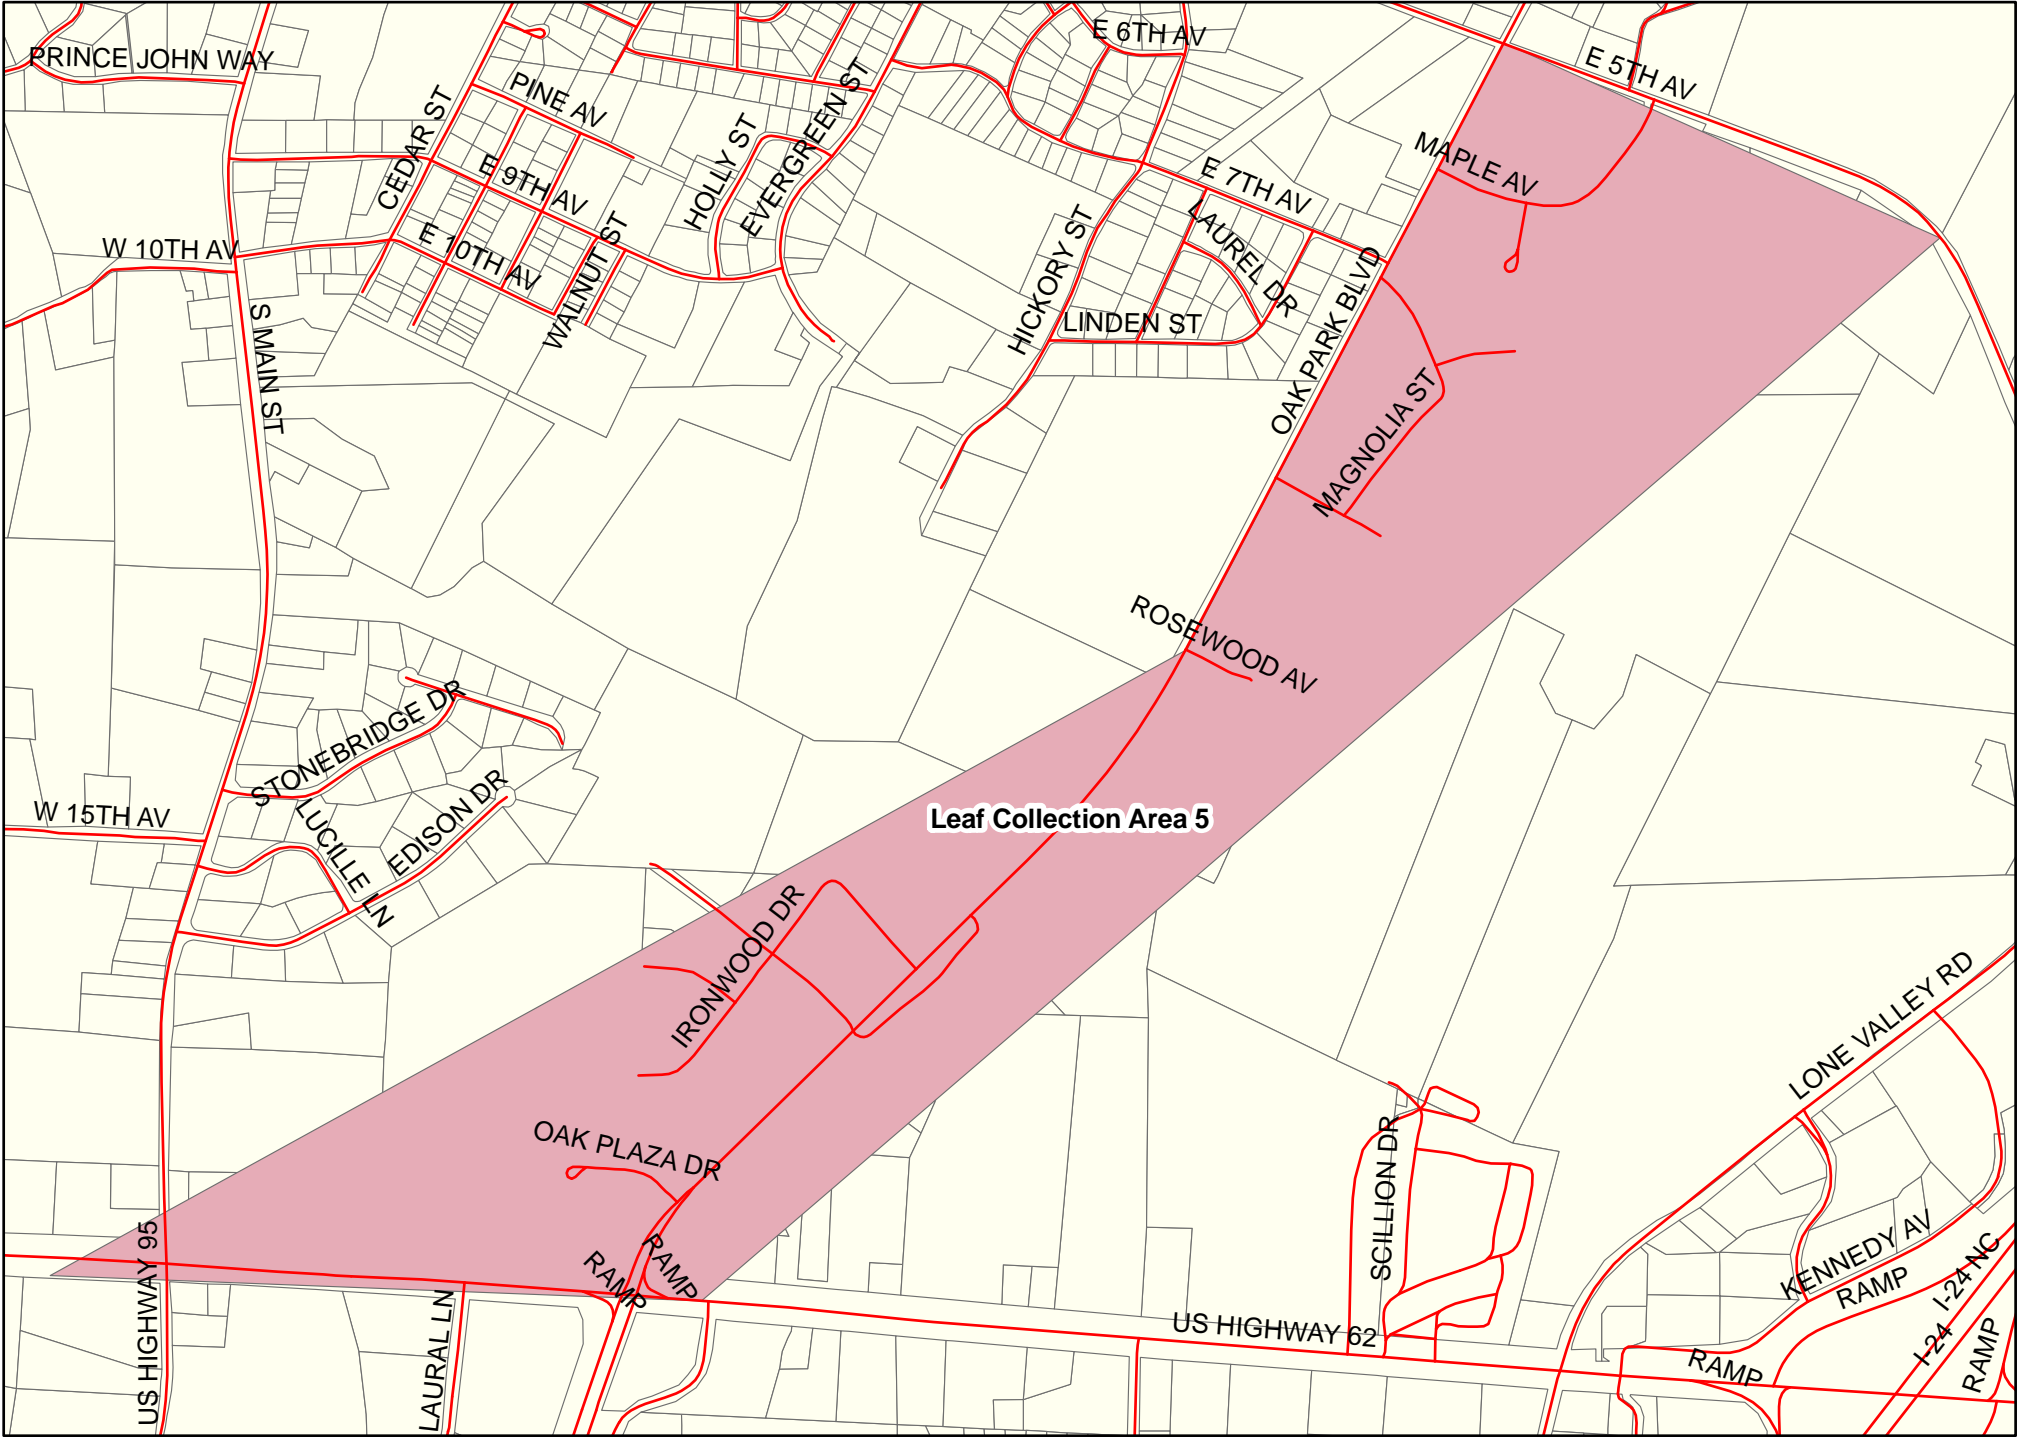 E 6TH AV
PRINCE JOHN WAY
E 5TH AV
PINE AV
CEDAR ST
HOLLY ST
EVERGREEN ST
MAPLE AV
E 9TH AV
E 7TH AV
LAUREL DR
W 10TH AV
E 10TH AV
WALNUT ST
HICKORY ST
OAK PARK BLVD
LINDEN ST
S MAIN ST
MAGNOLIA ST
ROSEWOOD AV
STONEBRIDGE DR
W 15TH AV
LUCILLE LN
EDISON DR
Leaf Collection Area 5
IRONWOOD DR
LONE VALLEY RD
OAK PLAZA DR
SCILLION DR
US HIGHWAY 95
RAMP
RAMP
KENNEDY AV
RAMP
I-24 NC
LAURAL LN
US HIGHWAY 62
I-24
RAMP
RAMP